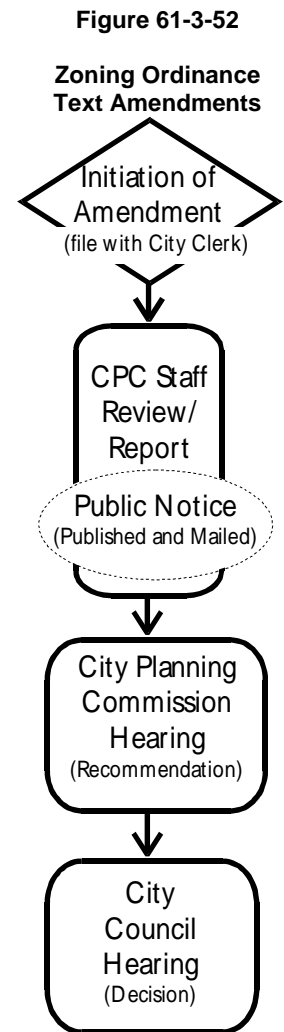 Figure 61-3-52
Zoning Ordinance
Text Amendments
Initiation of
Amendment
(file with City Clerk)
CPC Staff
Review/
Report
Public Notice
(Published and Mailed)
City Planning
Commission
Hearing
(Recommendation)
City
Council
Hearing
(Decision)